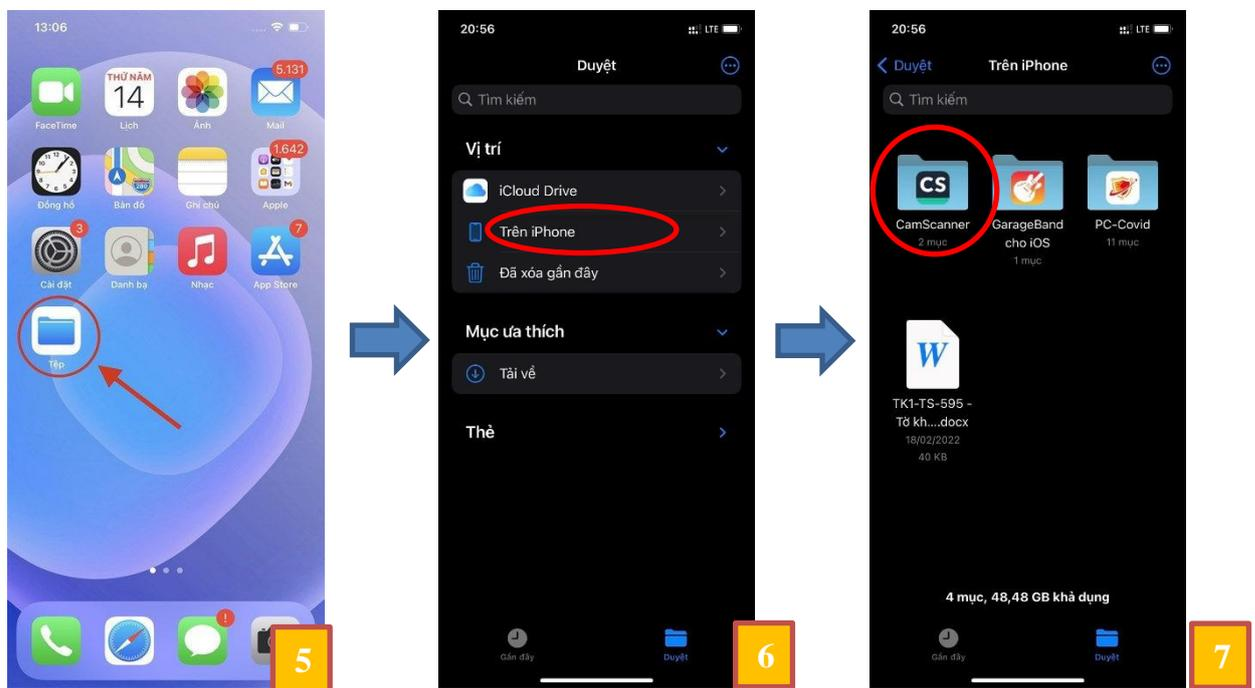 13:06
5.131
THỨ NĂM
14
FaceTime
Lịch
Ảnh
Mail
1.642
280
Đồng hồ
Bản đồ
Ghi chú
Apple
3
7
Cài đặt
Danh bạ
Nhạc
App Store
Tệp
!
5
20:56
LTE
Duyệt
Tìm kiếm
Vị trí
iCloud Drive
Trên iPhone
Đã xóa gần đây
Mục ưa thích
Tải về
Thẻ
Gần đây
Duyệt
6
20:56
LTE
Duyệt
Trên iPhone
Tìm kiếm
CS
CamScanner
2 mục
GarageBand
cho iOS
1 mục
PC-Covid
11 mục
W
TK1-TS-595 -
Tờ kh....docx
18/02/2022
40 KB
4 mục, 48,48 GB khả dụng
Gần đây
Duyệt
7